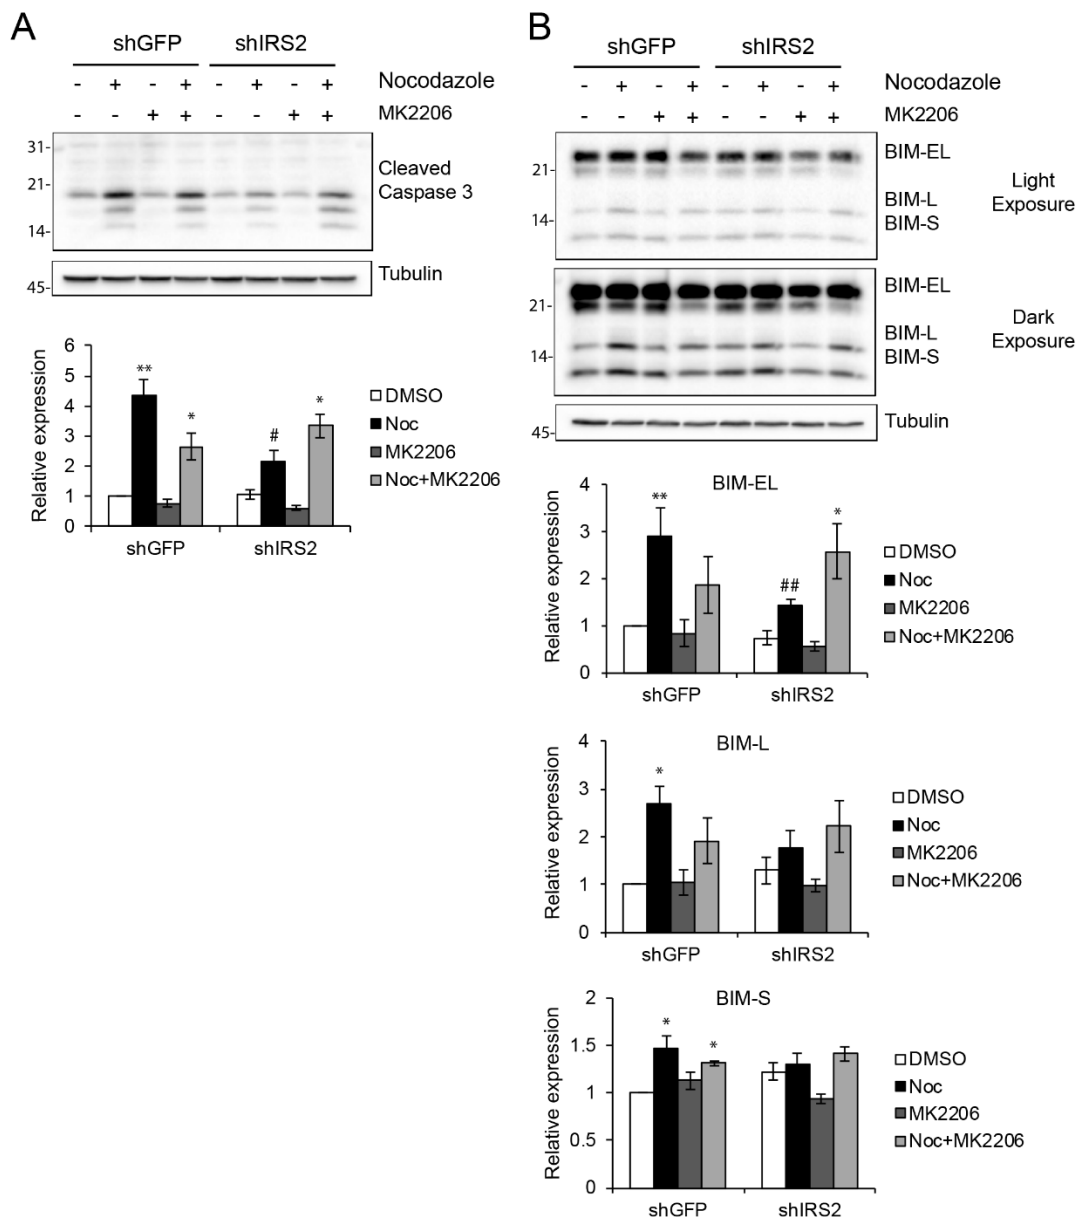 A
shGFP shIRS2
- + - + - + - + Nocodazole
- - + + - - + + MK2206
31-
21-
14-
Cleaved
Caspase 3
45-
Tubulin
Relative expression
6
5
4
3
2
1
0
** * # *
DMSO
Noc
MK2206
Noc+MK2206
shGFP shIRS2
B
shGFP shIRS2
- + - + - + - + Nocodazole
- - + + - - + + MK2206
21-
14-
BIM-EL
BIM-L
BIM-S
Light
Exposure
21-
14-
BIM-EL
BIM-L
BIM-S
Dark
Exposure
45-
Tubulin
BIM-EL
Relative expression
4
3
2
1
0
** ## *
DMSO
Noc
MK2206
Noc+MK2206
shGFP shIRS2
BIM-L
Relative expression
4
3
2
1
0
*
DMSO
Noc
MK2206
Noc+MK2206
shGFP shIRS2
BIM-S
Relative expression
2
1.5
1
0.5
0
* *
DMSO
Noc
MK2206
Noc+MK2206
shGFP shIRS2